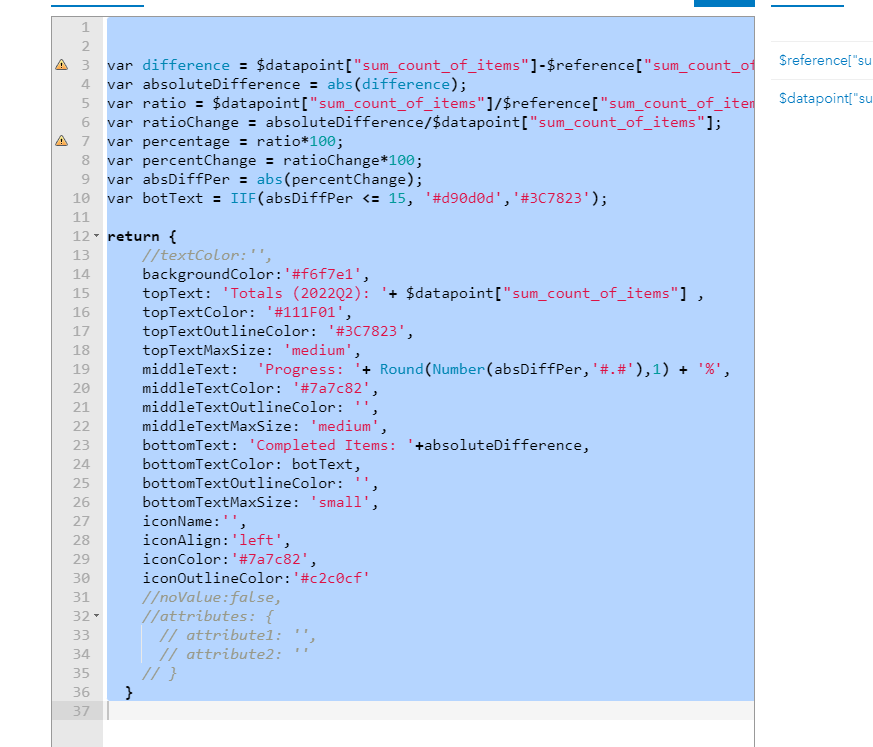 1
2
3 var difference = $datapoint["sum_count_of_items"]-$reference["sum_count_of
4 var absoluteDifference = abs(difference);
5 var ratio = $datapoint["sum_count_of_items"]/$reference["sum_count_of_item
6 var ratioChange = absoluteDifference/$datapoint["sum_count_of_items"];
7 var percentage = ratio*100;
8 var percentChange = ratioChange*100;
9 var absDiffPer = abs(percentChange);
10 var botText = IIF(absDiffPer <= 15, '#d90d0d','#3C7823');
11
12 return {
13 //textColor:'',
14 backgroundColor:'#f6f7e1',
15 topText: 'Totals (2022Q2): '+ $datapoint["sum_count_of_items"] ,
16 topTextColor: '#111F01',
17 topTextOutlineColor: '#3C7823',
18 topTextMaxSize: 'medium',
19 middleText:  'Progress: '+ Round(Number(absDiffPer,'#.#'),1) + '%',
20 middleTextColor: '#7a7c82',
21 middleTextOutlineColor: '',
22 middleTextMaxSize: 'medium',
23 bottomText: 'Completed Items: '+absoluteDifference,
24 bottomTextColor: botText,
25 bottomTextOutlineColor: '',
26 bottomTextMaxSize: 'small',
27 iconName:'',
28 iconAlign:'left',
29 iconColor:'#7a7c82',
30 iconOutlineColor:'#c2c0cf'
31 //noValue:false,
32 //attributes: {
33 // attribute1: '',
34 // attribute2: ''
35 // }
36 }
37
$reference["su
$datapoint["su